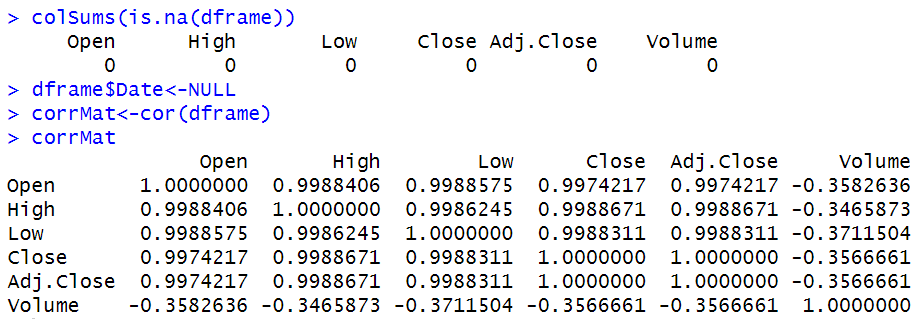 > colSums(is.na(dframe))
     Open      High       Low     Close Adj.Close    Volume
        0         0         0         0         0         0
> dframe$Date<-NULL
> corrMat<-cor(dframe)
> corrMat
                Open       High        Low      Close  Adj.Close     Volume
Open       1.0000000  0.9988406  0.9988575  0.9974217  0.9974217 -0.3582636
High       0.9988406  1.0000000  0.9986245  0.9988671  0.9988671 -0.3465873
Low        0.9988575  0.9986245  1.0000000  0.9988311  0.9988311 -0.3711504
Close      0.9974217  0.9988671  0.9988311  1.0000000  1.0000000 -0.3566661
Adj.Close  0.9974217  0.9988671  0.9988311  1.0000000  1.0000000 -0.3566661
Volume    -0.3582636 -0.3465873 -0.3711504 -0.3566661 -0.3566661  1.0000000